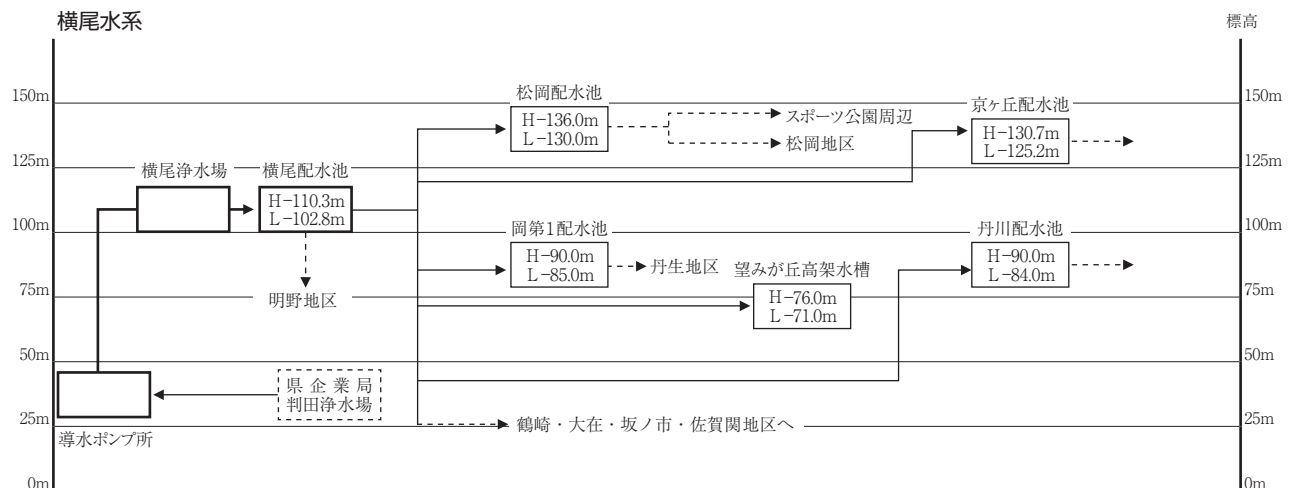 横尾水系
標高
150m
125m
100m
75m
50m
25m
0m
横尾浄水場
横尾配水池
H-110.3m
L-102.8m
明野地区
県企業局
判田浄水場
導水ポンプ所
松岡配水池
H-136.0m
L-130.0m
スポーツ公園周辺
松岡地区
京ヶ丘配水池
H-130.7m
L-125.2m
岡第1配水池
H-90.0m
L-85.0m
丹生地区
望みが丘高架水槽
H-76.0m
L-71.0m
丹川配水池
H-90.0m
L-84.0m
鶴崎・大在・坂ノ市・佐賀関地区へ
150m
125m
100m
75m
50m
25m
0m